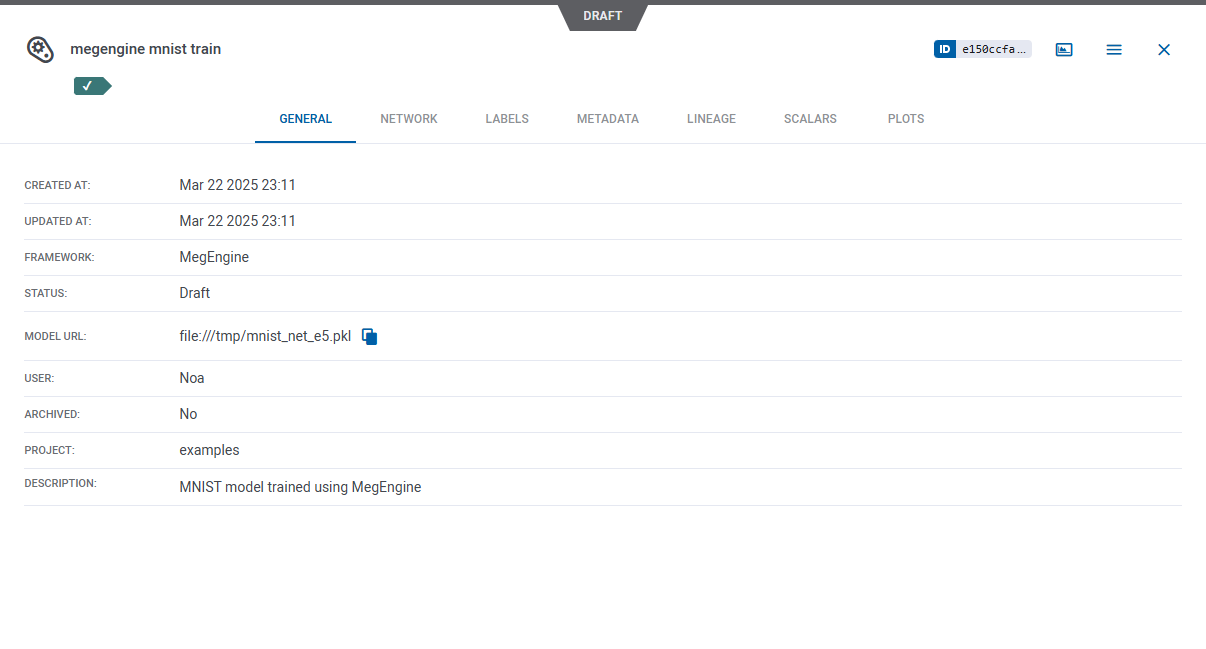 DRAFT
megengine mnist train
ID e150ccfa...
✓
GENERAL NETWORK LABELS METADATA LINEAGE SCALARS PLOTS
CREATED AT: Mar 22 2025 23:11
UPDATED AT: Mar 22 2025 23:11
FRAMEWORK: MegEngine
STATUS: Draft
MODEL URL: file:///tmp/mnist_net_e5.pkl
USER: Noa
ARCHIVED: No
PROJECT: examples
DESCRIPTION: MNIST model trained using MegEngine